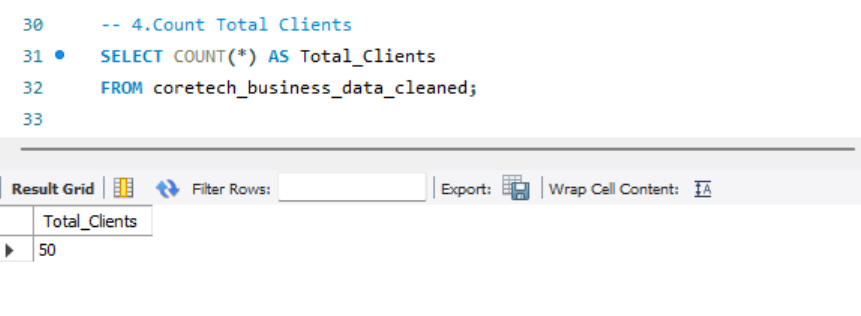 30 -- 4.Count Total Clients
31 SELECT COUNT(*) AS Total_Clients
32 FROM coretech_business_data_cleaned;
33
Result Grid Filter Rows: Export: Wrap Cell Content: IA
Total_Clients
50